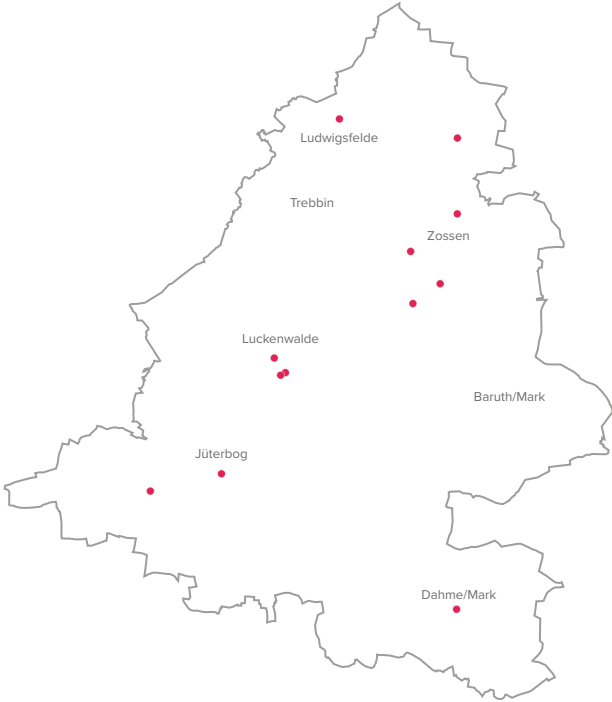 Ludwigsfelde
Trebbin
Zossen
Luckenwalde
Baruth/Mark
Jüterbog
Dahme/Mark